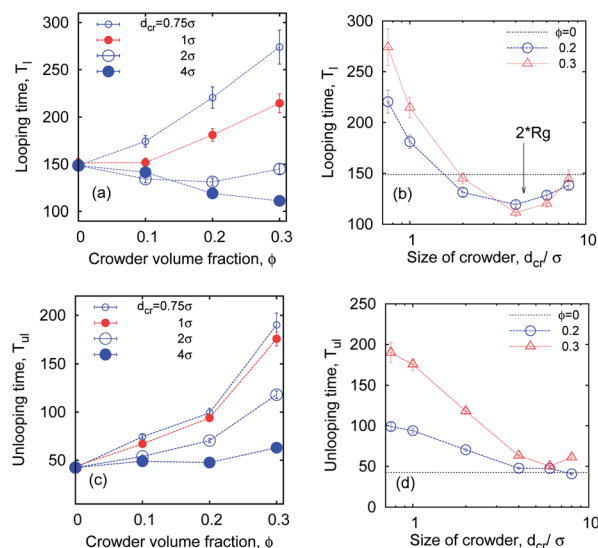 d_cr=0.75σ
1σ
2σ
4σ
Looping time, T_l
300
250
200
150
100
(a)
0
0.1
0.2
0.3
Crowder volume fraction, ϕ
ϕ=0
0.2
0.3
Looping time, T_l
300
250
200
150
100
2*Rg
(b)
1
10
Size of crowder, d_cr/ σ
d_cr=0.75σ
1σ
2σ
4σ
Unlooping time, T_ul
200
150
100
50
(c)
0
0.1
0.2
0.3
Crowder volume fraction, ϕ
ϕ=0
0.2
0.3
Unlooping time, T_ul
250
200
150
100
50
0
(d)
1
10
Size of crowder, d_cr/ σ